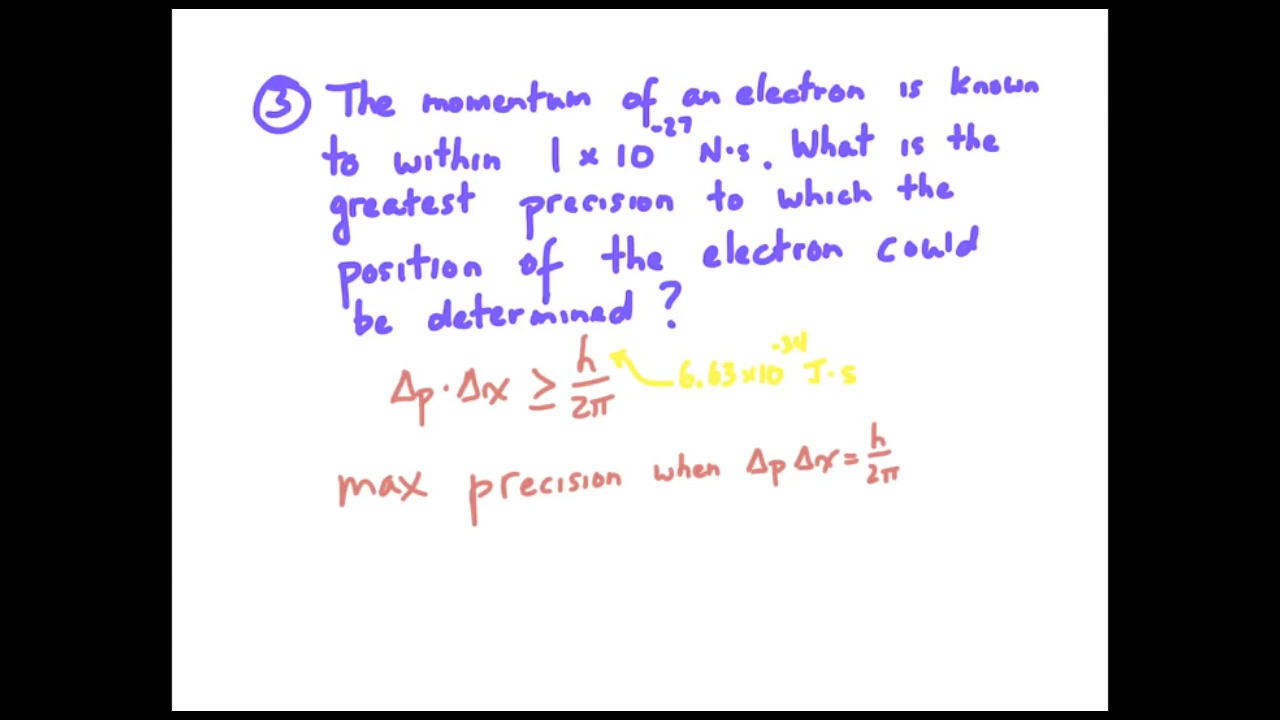 ③ The momentum of an electron is known
to within 1 × 10⁻²⁷ N·s. What is the
greatest precision to which the
position of the electron could
be determined?
Δp · Δx ≥ h/2π 6.63×10⁻³⁴ J·s
max precision when Δp Δx = h/2π